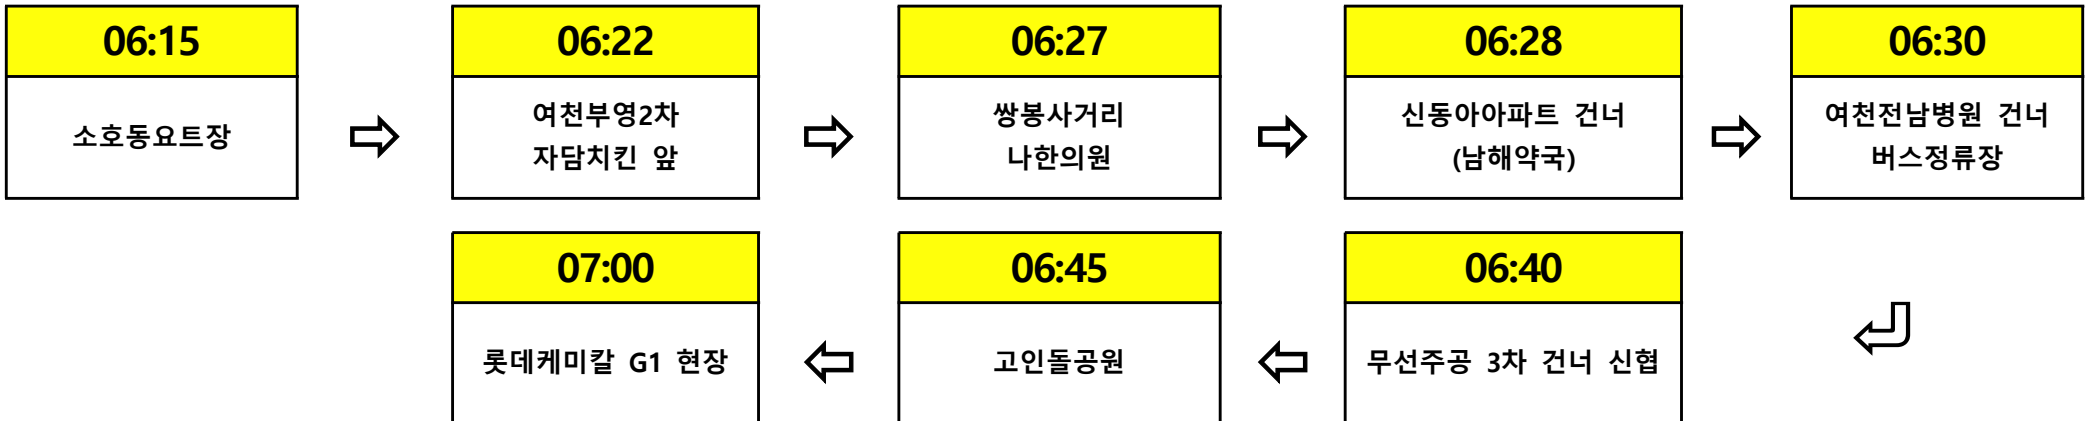 06:15
소호동요트장
06:22
여천부영2차
자담치킨 앞
06:27
쌍봉사거리
나한의원
06:28
신동아아파트 건너
(남해약국)
06:30
여천전남병원 건너
버스정류장
06:40
무선주공 3차 건너 신협
06:45
고인돌공원
07:00
롯데케미칼 G1 현장